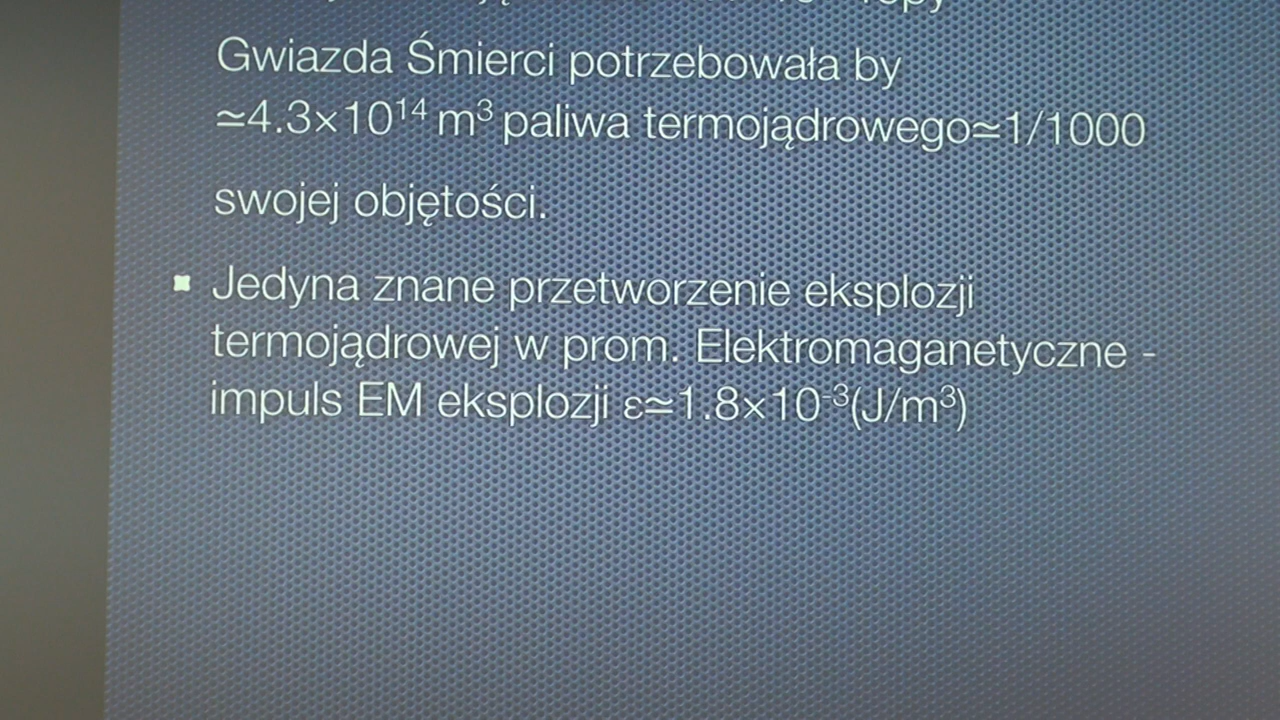 Gwiazda Śmierci potrzebowała by
≃4.3×10¹⁴ m³ paliwa termojądrowego≃1/1000
swojej objętości.
▪ Jedyna znane przetworzenie eksplozji
termojądrowej w prom. Elektromaganetyczne -
impuls EM eksplozji ε≃1.8×10⁻³(J/m³)